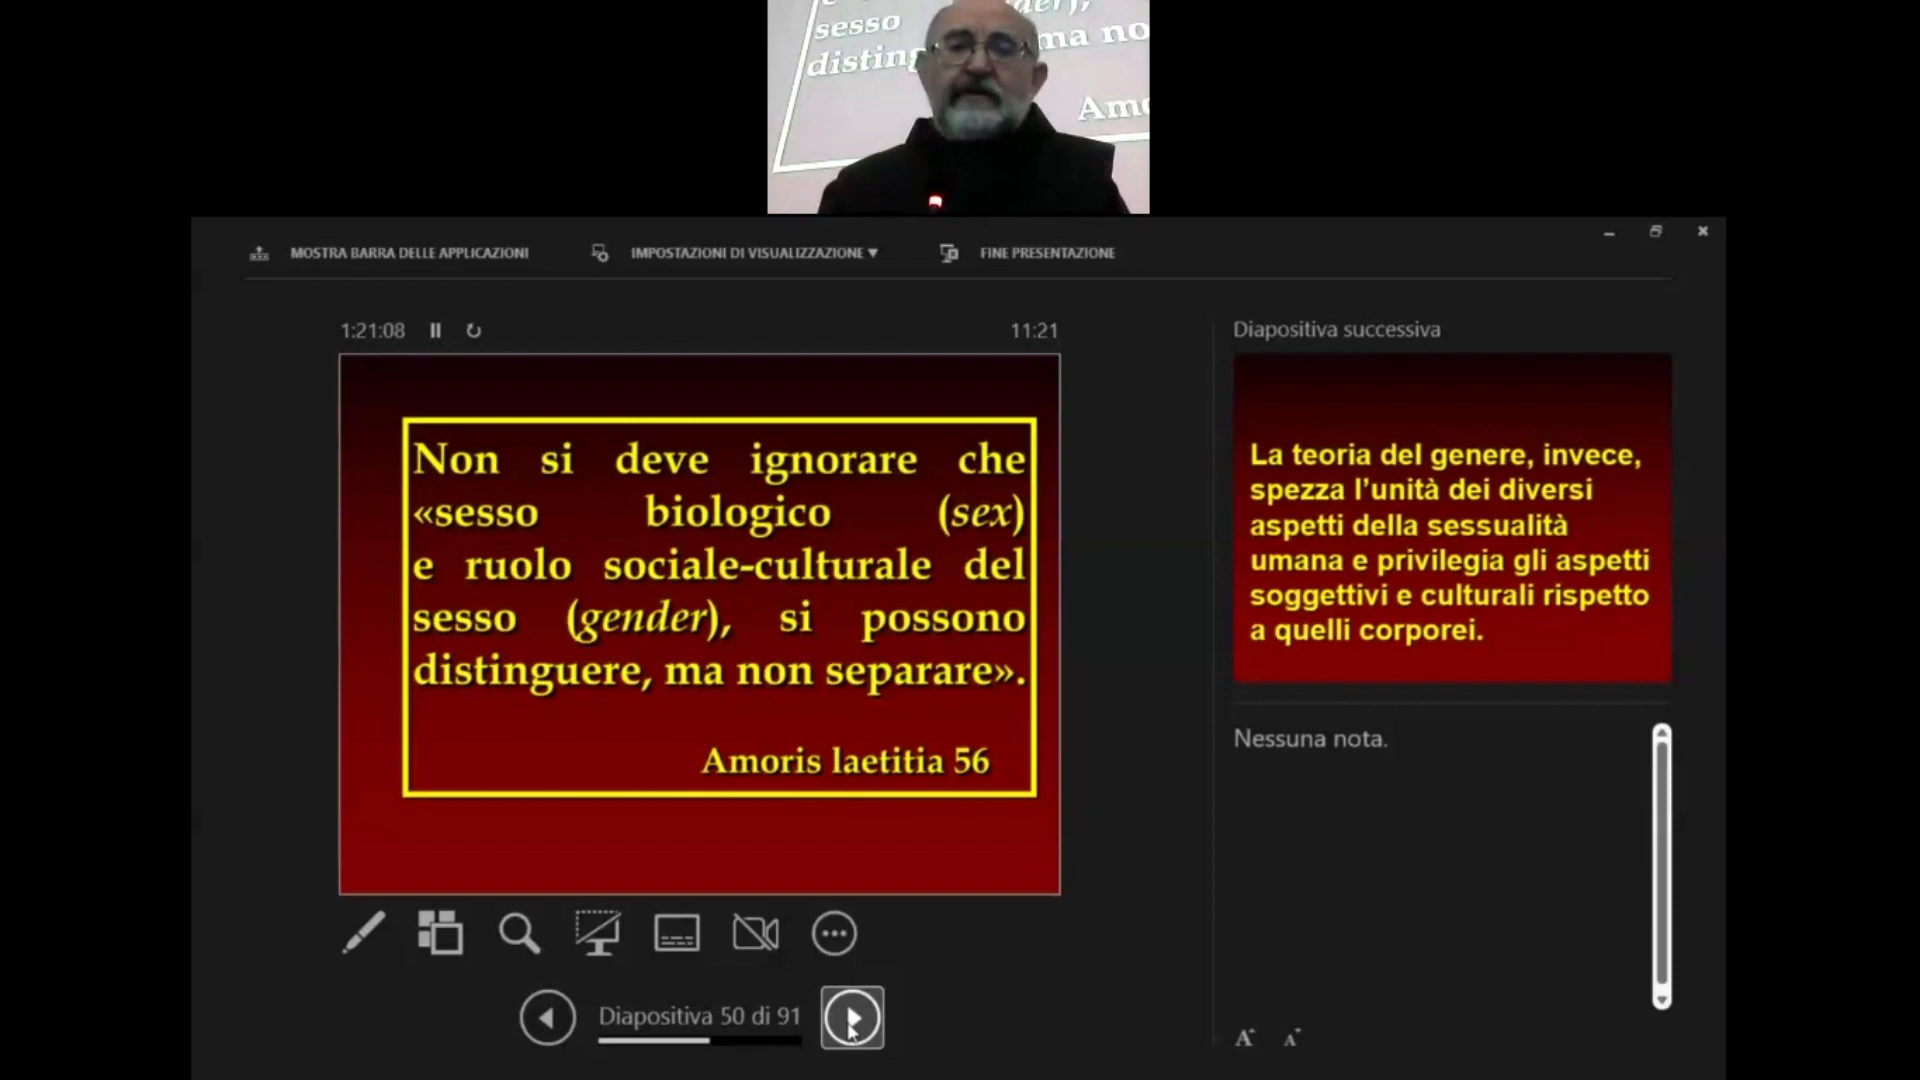 sesso
ma no
MOSTRA BARRA DELLE APPLICAZIONI
IMPOSTAZIONI DI VISUALIZZAZIONE ▼
FINE PRESENTAZIONE
1:21:08
11:21
Non si deve ignorare che
«sesso biologico (sex)
e ruolo sociale-culturale del
sesso (gender), si possono
distinguere, ma non separare».
Amoris laetitia 56
Diapositiva successiva
La teoria del genere, invece,
spezza l’unità dei diversi
aspetti della sessualità
umana e privilegia gli aspetti
soggettivi e culturali rispetto
a quelli corporei.
Nessuna nota.
Diapositiva 50 di 91
A A